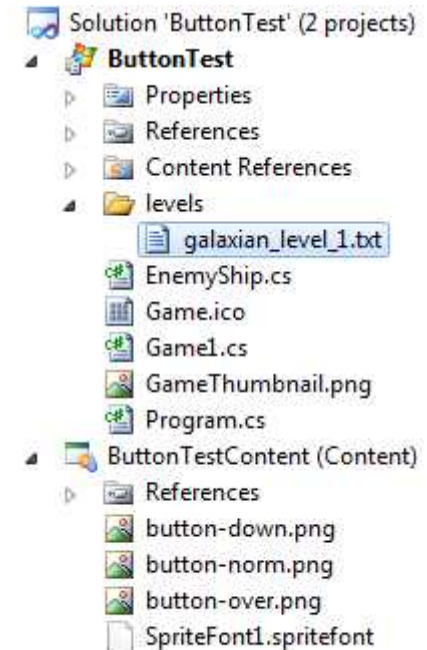 Solution 'ButtonTest' (2 projects)
ButtonTest
Properties
References
Content References
levels
galaxian_level_1.txt
EnemyShip.cs
Game.ico
Game1.cs
GameThumbnail.png
Program.cs
ButtonTestContent (Content)
References
button-down.png
button-norm.png
button-over.png
SpriteFont1.spritefont